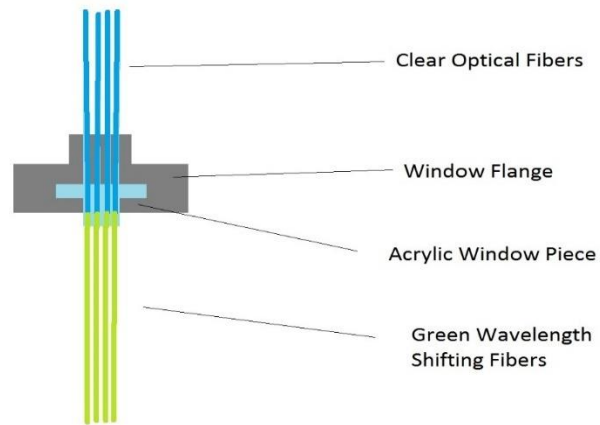 Clear Optical Fibers
Window Flange
Acrylic Window Piece
Green Wavelength
Shifting Fibers